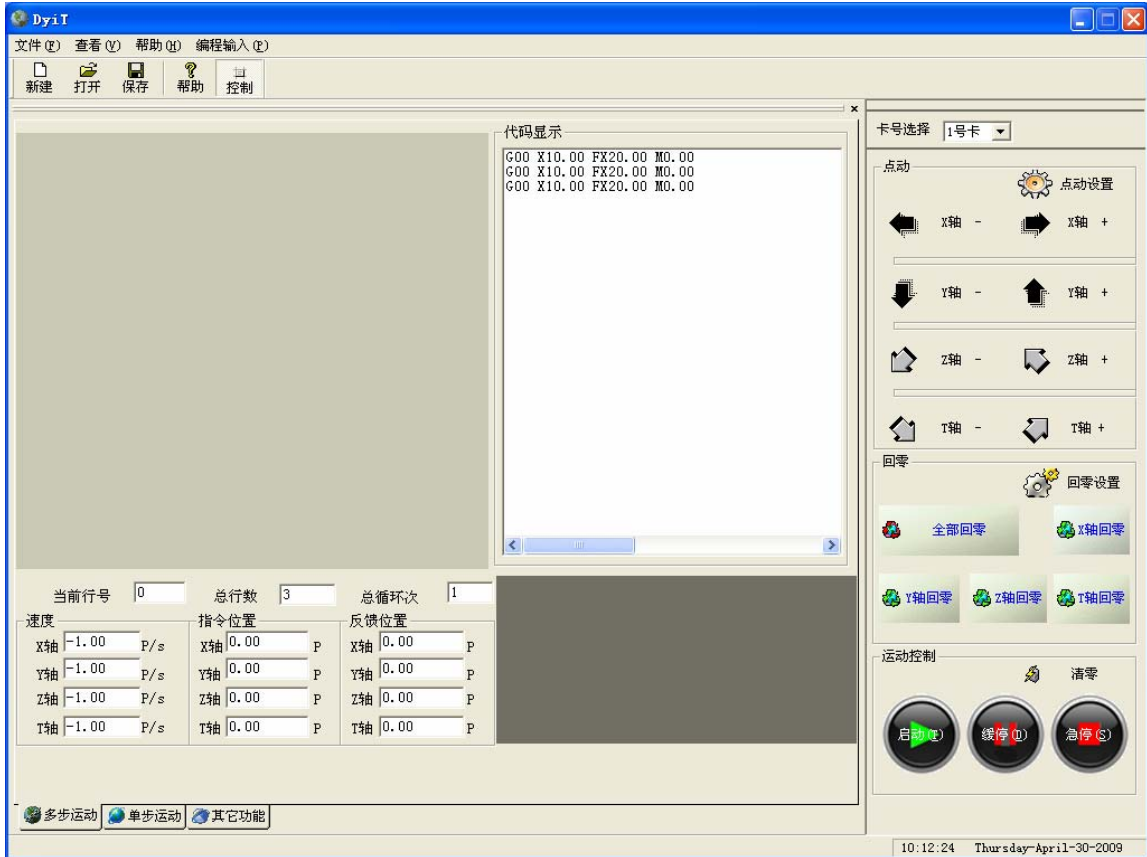 DyiT
文件(F) 查看(V) 帮助(H) 编程输入(P)
新建 打开 保存 帮助 控制
代码显示
G00 X10.00 FX20.00 M0.00
G00 X10.00 FX20.00 M0.00
G00 X10.00 FX20.00 M0.00
当前行号 0 总行数 3 总循环次 1
速度 指令位置 反馈位置
X轴 -1.00 P/s X轴 0.00 P X轴 0.00 P
Y轴 -1.00 P/s Y轴 0.00 P Y轴 0.00 P
Z轴 -1.00 P/s Z轴 0.00 P Z轴 0.00 P
T轴 -1.00 P/s T轴 0.00 P T轴 0.00 P
多步运动 单步运动 其它功能
卡号选择 1号卡
点动
点动设置
X轴 - X轴 +
Y轴 - Y轴 +
Z轴 - Z轴 +
T轴 - T轴 +
回零
回零设置
全部回零 X轴回零
Y轴回零 Z轴回零 T轴回零
运动控制
清零
启动(F) 缓停(D) 急停(S)
10:12:24 Thursday-April-30-2009